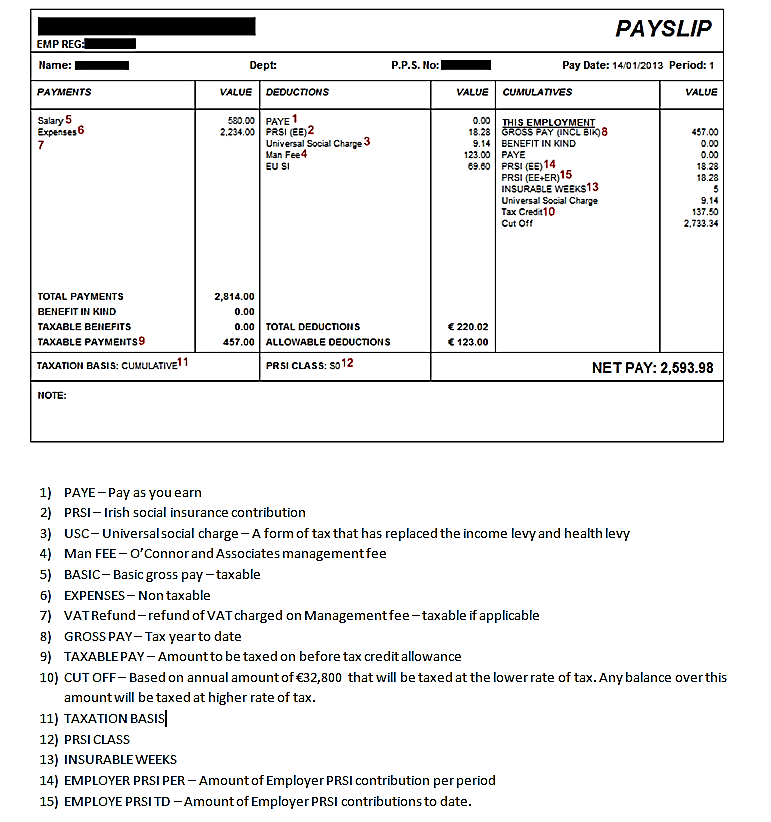 PAYSLIP
EMP REG:
Name: Dept: P.P.S. No: Pay Date: 14/01/2013 Period: 1
PAYMENTS VALUE DEDUCTIONS VALUE CUMULATIVES VALUE
Salary 5 580.00 PAYE 1 0.00 THIS EMPLOYMENT
Expenses 6 2,234.00 PRSI (EE) 2 18.28 GROSS PAY (INCL BIK) 8 457.00
7 Universal Social Charge 3 9.14 BENEFIT IN KIND 0.00
Man Fee 4 123.00 PAYE 0.00
EU SI 69.60 PRSI (EE) 14 18.28
PRSI (EE+ER) 15 18.28
INSURABLE WEEKS 13 5
Universal Social Charge 9.14
Tax Credit 10 137.50
Cut Off 2,733.34
TOTAL PAYMENTS 2,814.00
BENEFIT IN KIND 0.00
TAXABLE BENEFITS 0.00 TOTAL DEDUCTIONS € 220.02
TAXABLE PAYMENTS 9 457.00 ALLOWABLE DEDUCTIONS € 123.00
TAXATION BASIS: CUMULATIVE 11 PRSI CLASS: S0 12 NET PAY: 2,593.98
NOTE:
1) PAYE – Pay as you earn
2) PRSI – Irish social insurance contribution
3) USC – Universal social charge – A form of tax that has replaced the income levy and health levy
4) Man FEE – O'Connor and Associates management fee
5) BASIC – Basic gross pay – taxable
6) EXPENSES – Non taxable
7) VAT Refund – refund of VAT charged on Management fee – taxable if applicable
8) GROSS PAY – Tax year to date
9) TAXABLE PAY – Amount to be taxed on before tax credit allowance
10) CUT OFF – Based on annual amount of €32,800 that will be taxed at the lower rate of tax. Any balance over this
amount will be taxed at higher rate of tax.
11) TAXATION BASIS
12) PRSI CLASS
13) INSURABLE WEEKS
14) EMPLOYER PRSI PER – Amount of Employer PRSI contribution per period
15) EMPLOYE PRSI TD – Amount of Employer PRSI contributions to date.